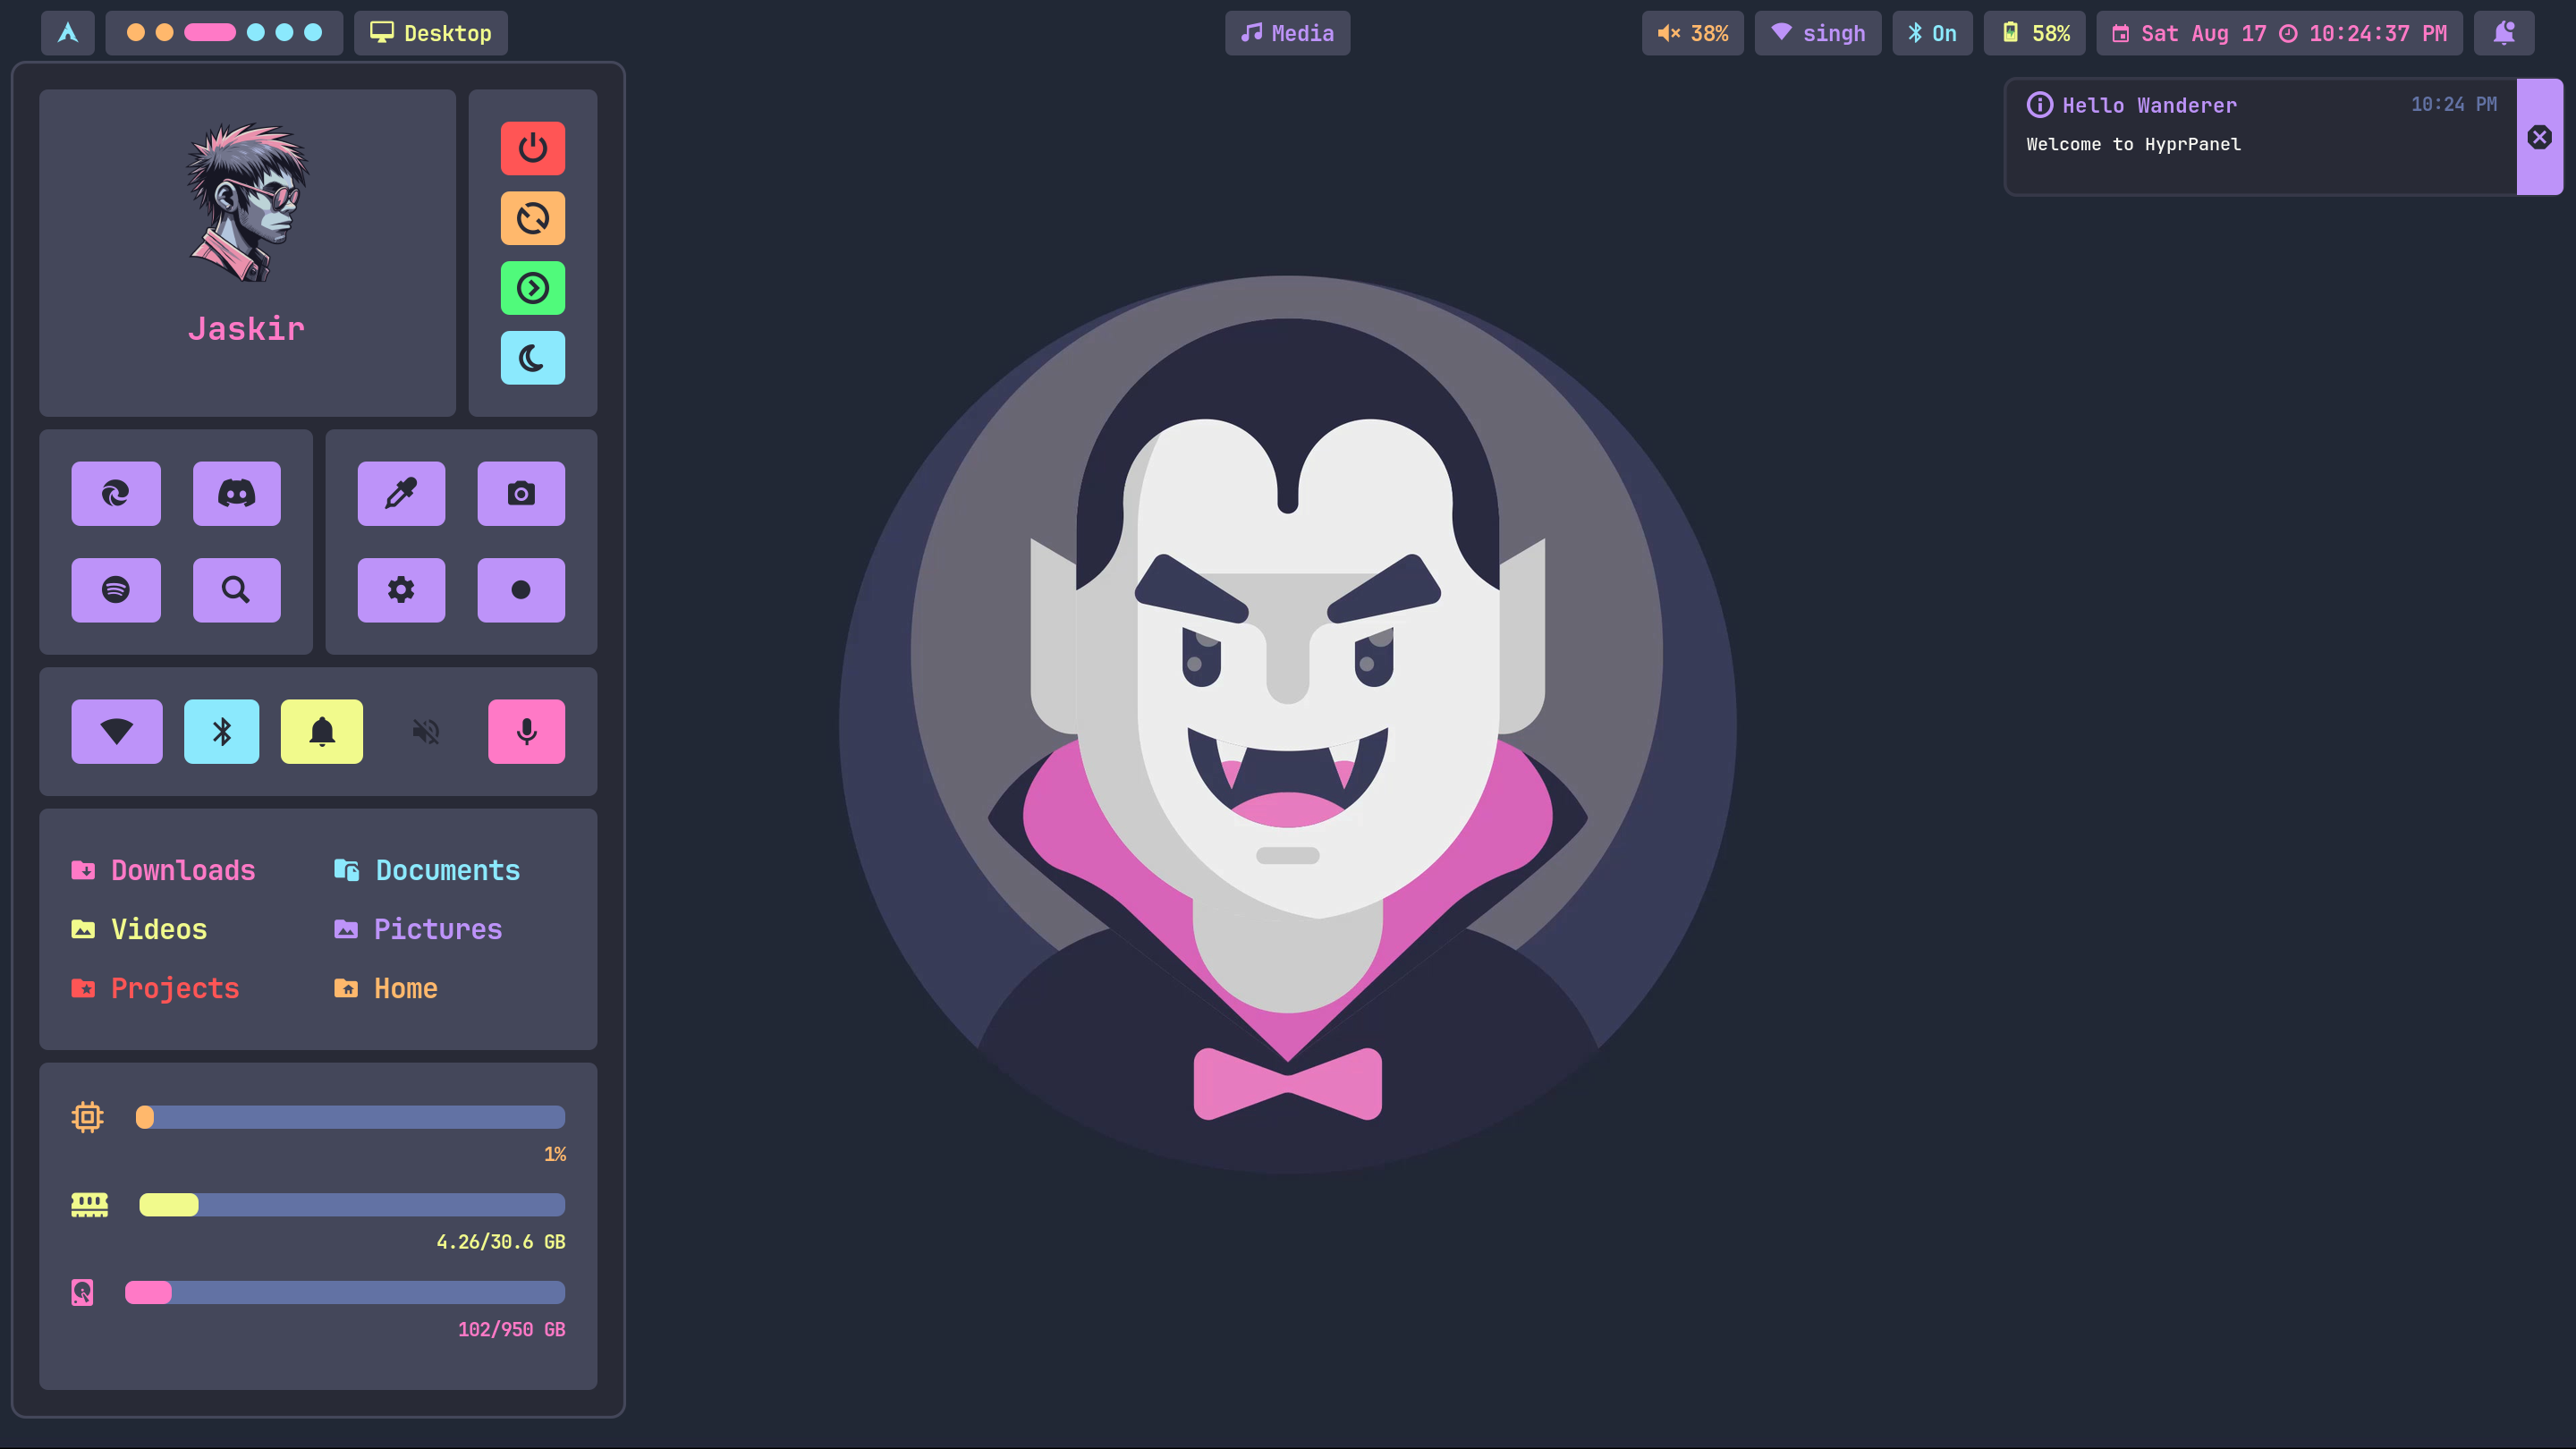 Desktop
Media
38%
singh
On
58%
Sat Aug 17 10:24:37 PM
Hello Wanderer 10:24 PM
Welcome to HyprPanel
Jaskir
Downloads Documents
Videos Pictures
Projects Home
1%
4.26/30.6 GB
102/950 GB